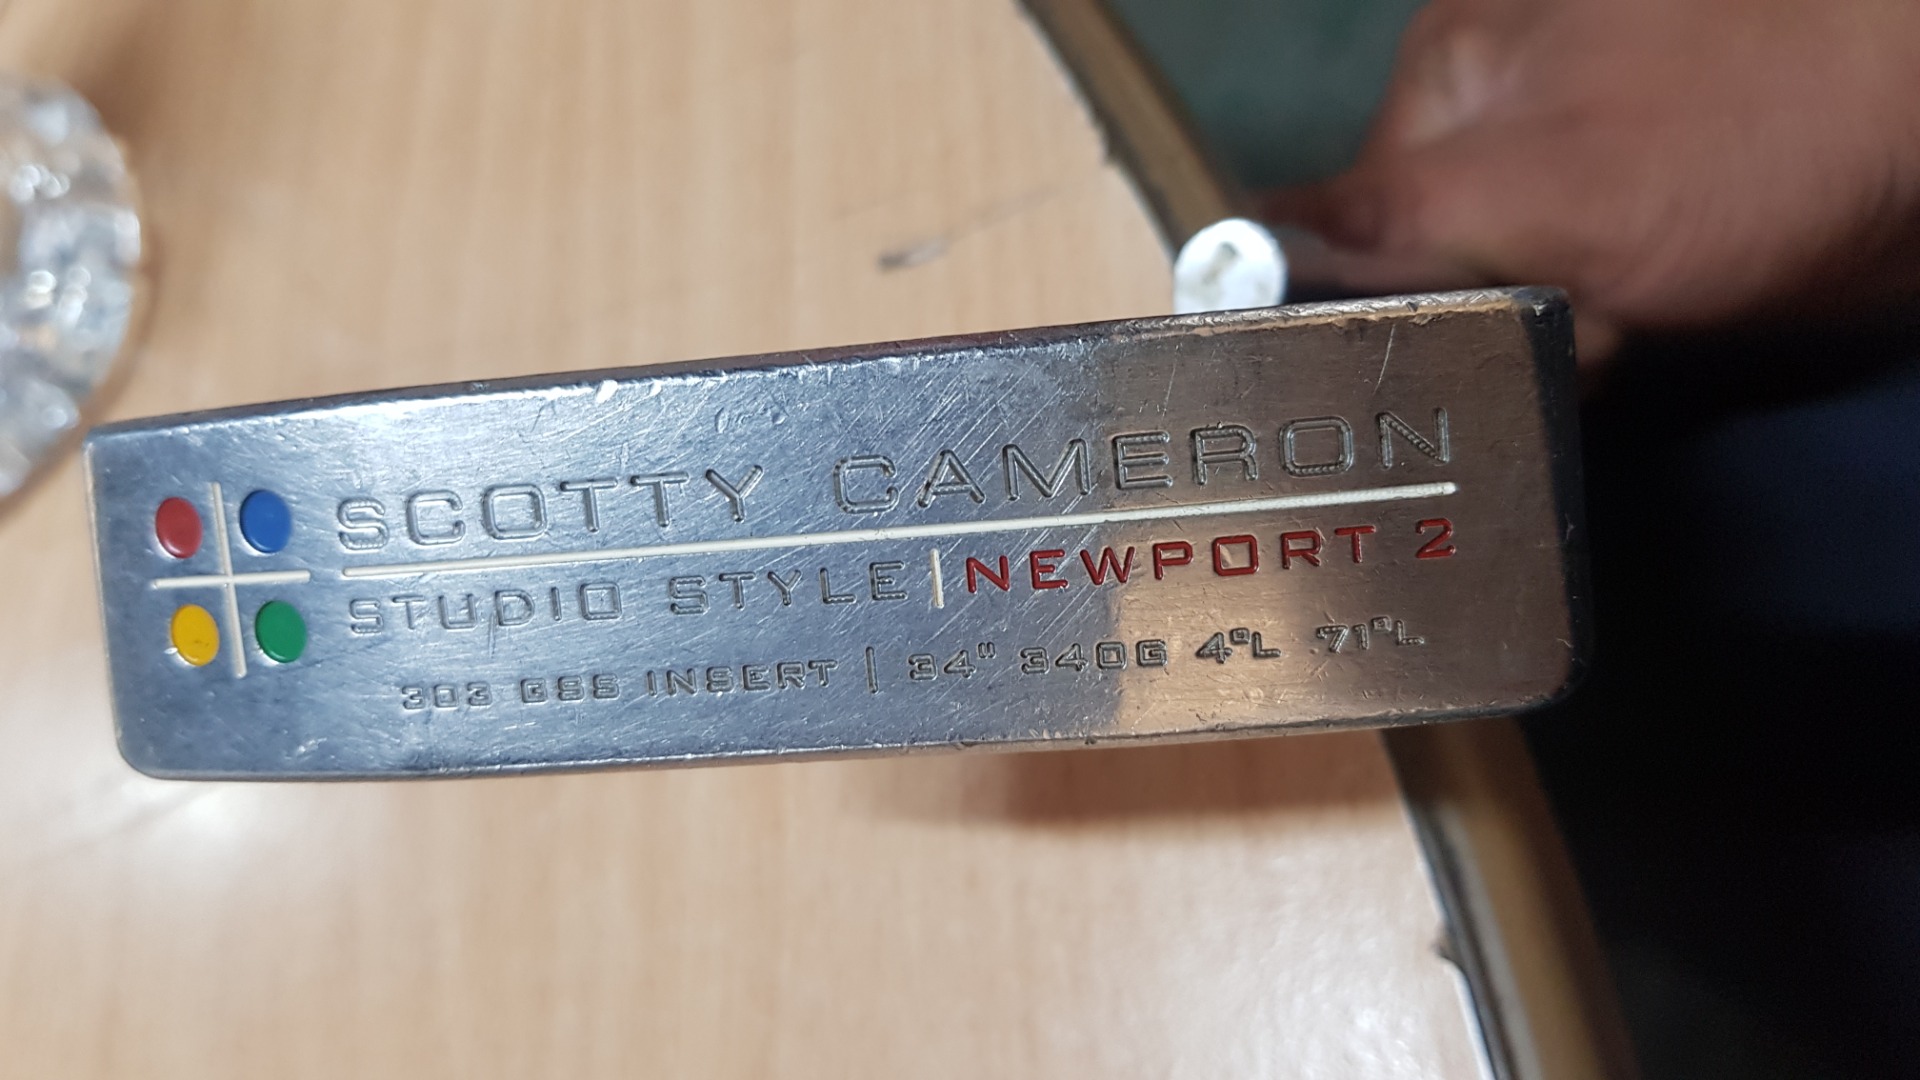 SCOTTY CAMERON
STUDIO STYLE | NEWPORT 2
303 GSS INSERT | 34" 340G 4°L 71°L